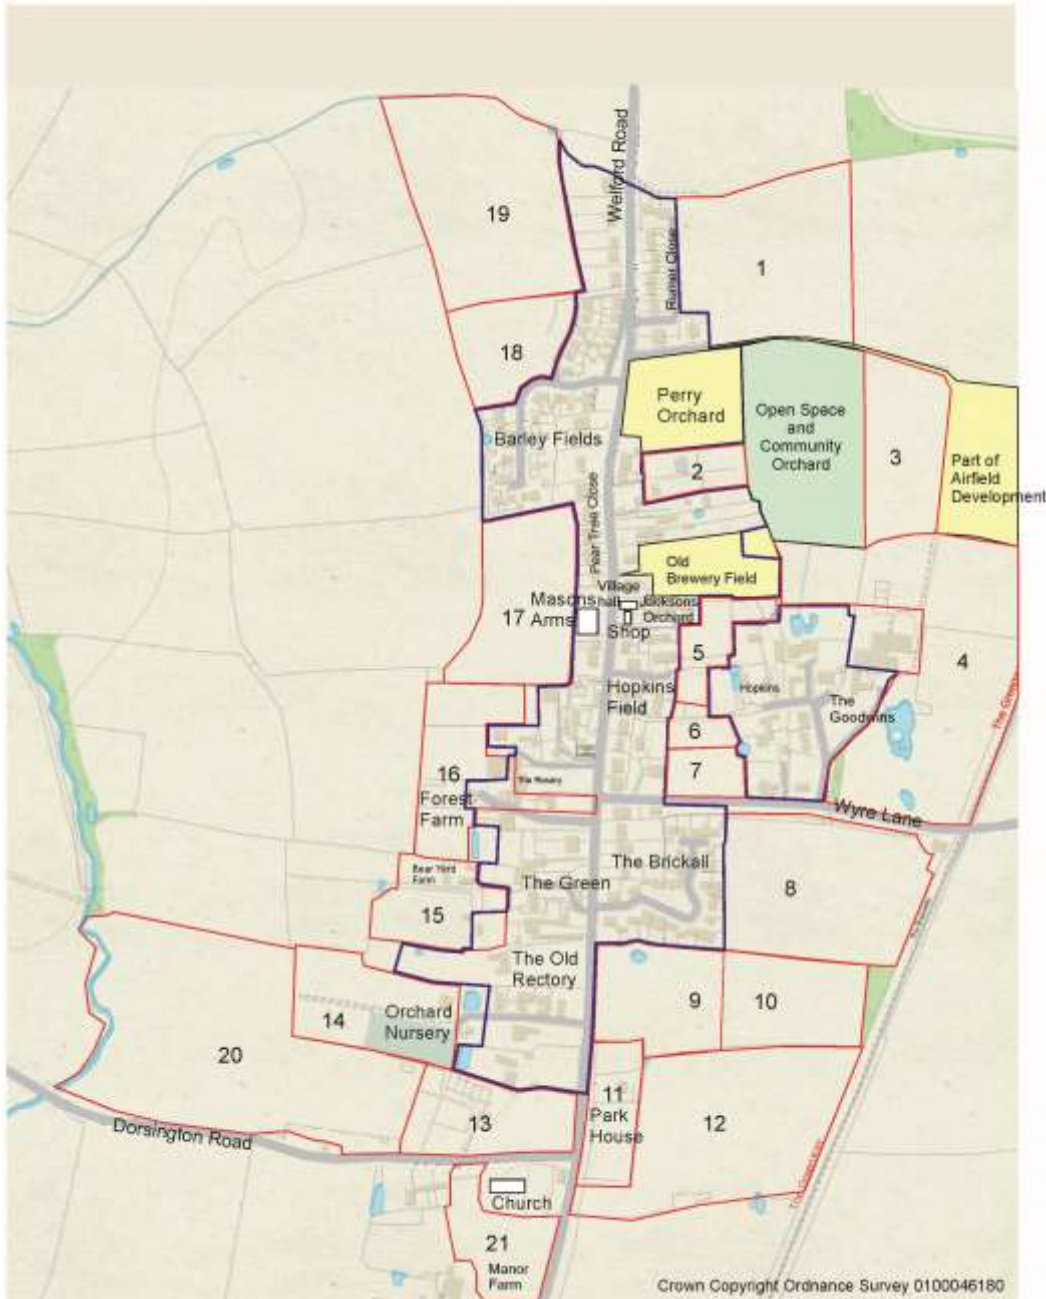 Welford Road
19
Rumer Close
1
18
Perry
Orchard
Open Space
and
Community
Orchard
3
Part of
Airfield
Development
Barley Fields
2
Pear Tree Close
Old
Brewery Field
Village
hall
Masons
Arms
17
Jacksons
Orchard
Shop
5
4
Hopkins
Field
Hopkins
The
Goodwins
6
7
16
Forest
Farm
The Rosary
Wyre Lane
Bear Yard
Farm
The Green
The Brickall
8
15
The Old
Rectory
9
10
14
Orchard
Nursery
20
11
Park
House
12
13
Dorsington Road
Church
21
Manor
Farm
Crown Copyright Ordnance Survey 0100046180